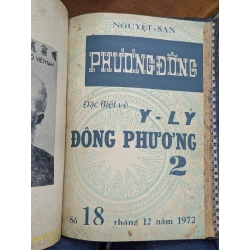 NGUYỆT-SAN
PHƯƠNG-ĐÔNG
Đặc Biệt về
Y-LÝ
ĐÔNG PHƯƠNG
2
Số 18 tháng 12 năm 1972